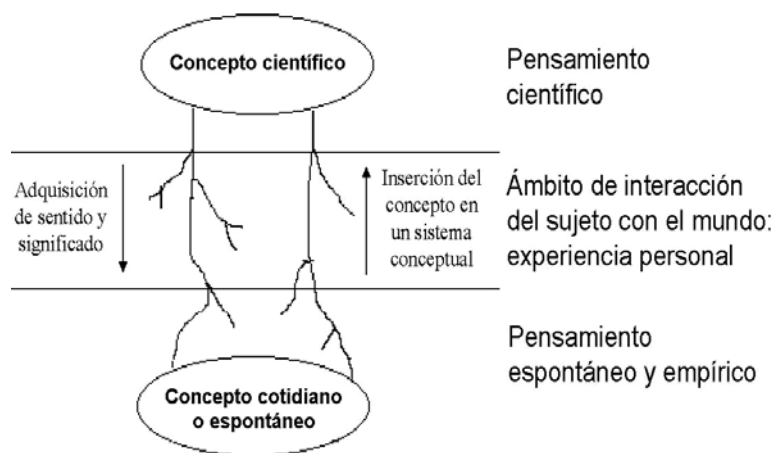 Concepto científico
Pensamiento
científico
Adquisición
de sentido y
significado
Inserción del
concepto en
un sistema
conceptual
Ámbito de interacción
del sujeto con el mundo:
experiencia personal
Pensamiento
espontáneo y empírico
Concepto cotidiano
o espontáneo